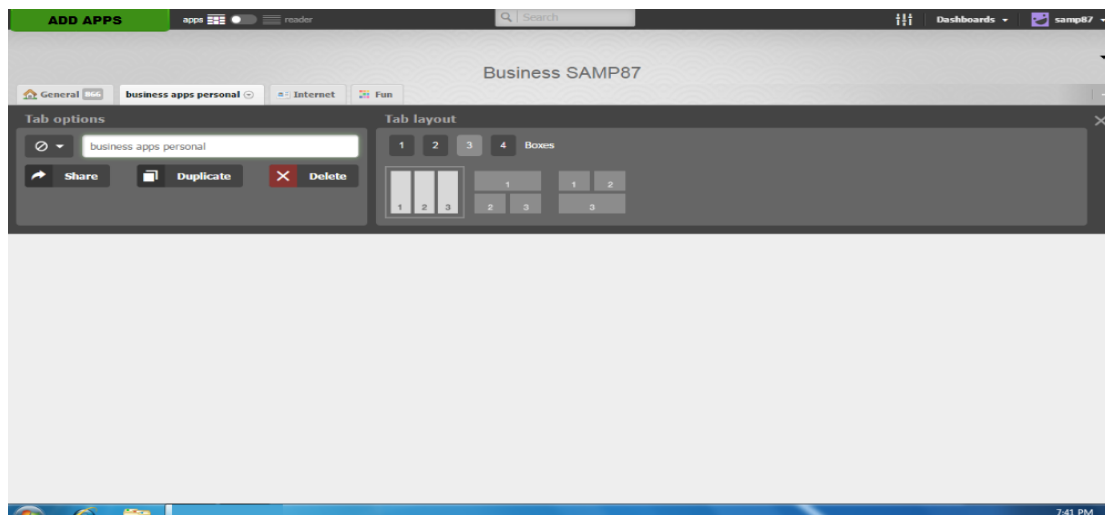 ADD APPS apps reader Search Dashboards samp87
Business SAMP87
General 866 business apps personal Internet Fun
Tab options Tab layout
business apps personal 1 2 3 4 Boxes
Share Duplicate Delete
1 2 3 1 2 3 1 2 3
7:41 PM